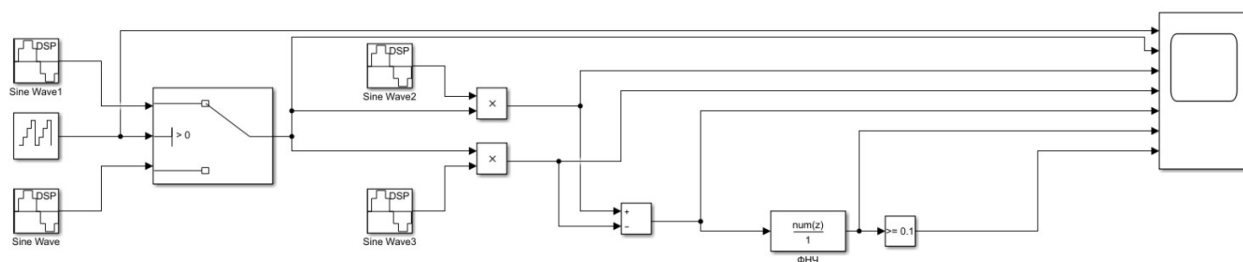 DSP
Sine Wave1
> 0
DSP
Sine Wave
DSP
Sine Wave2
×
×
DSP
Sine Wave3
+
−
num(z)
1
ФНЧ
>= 0.1